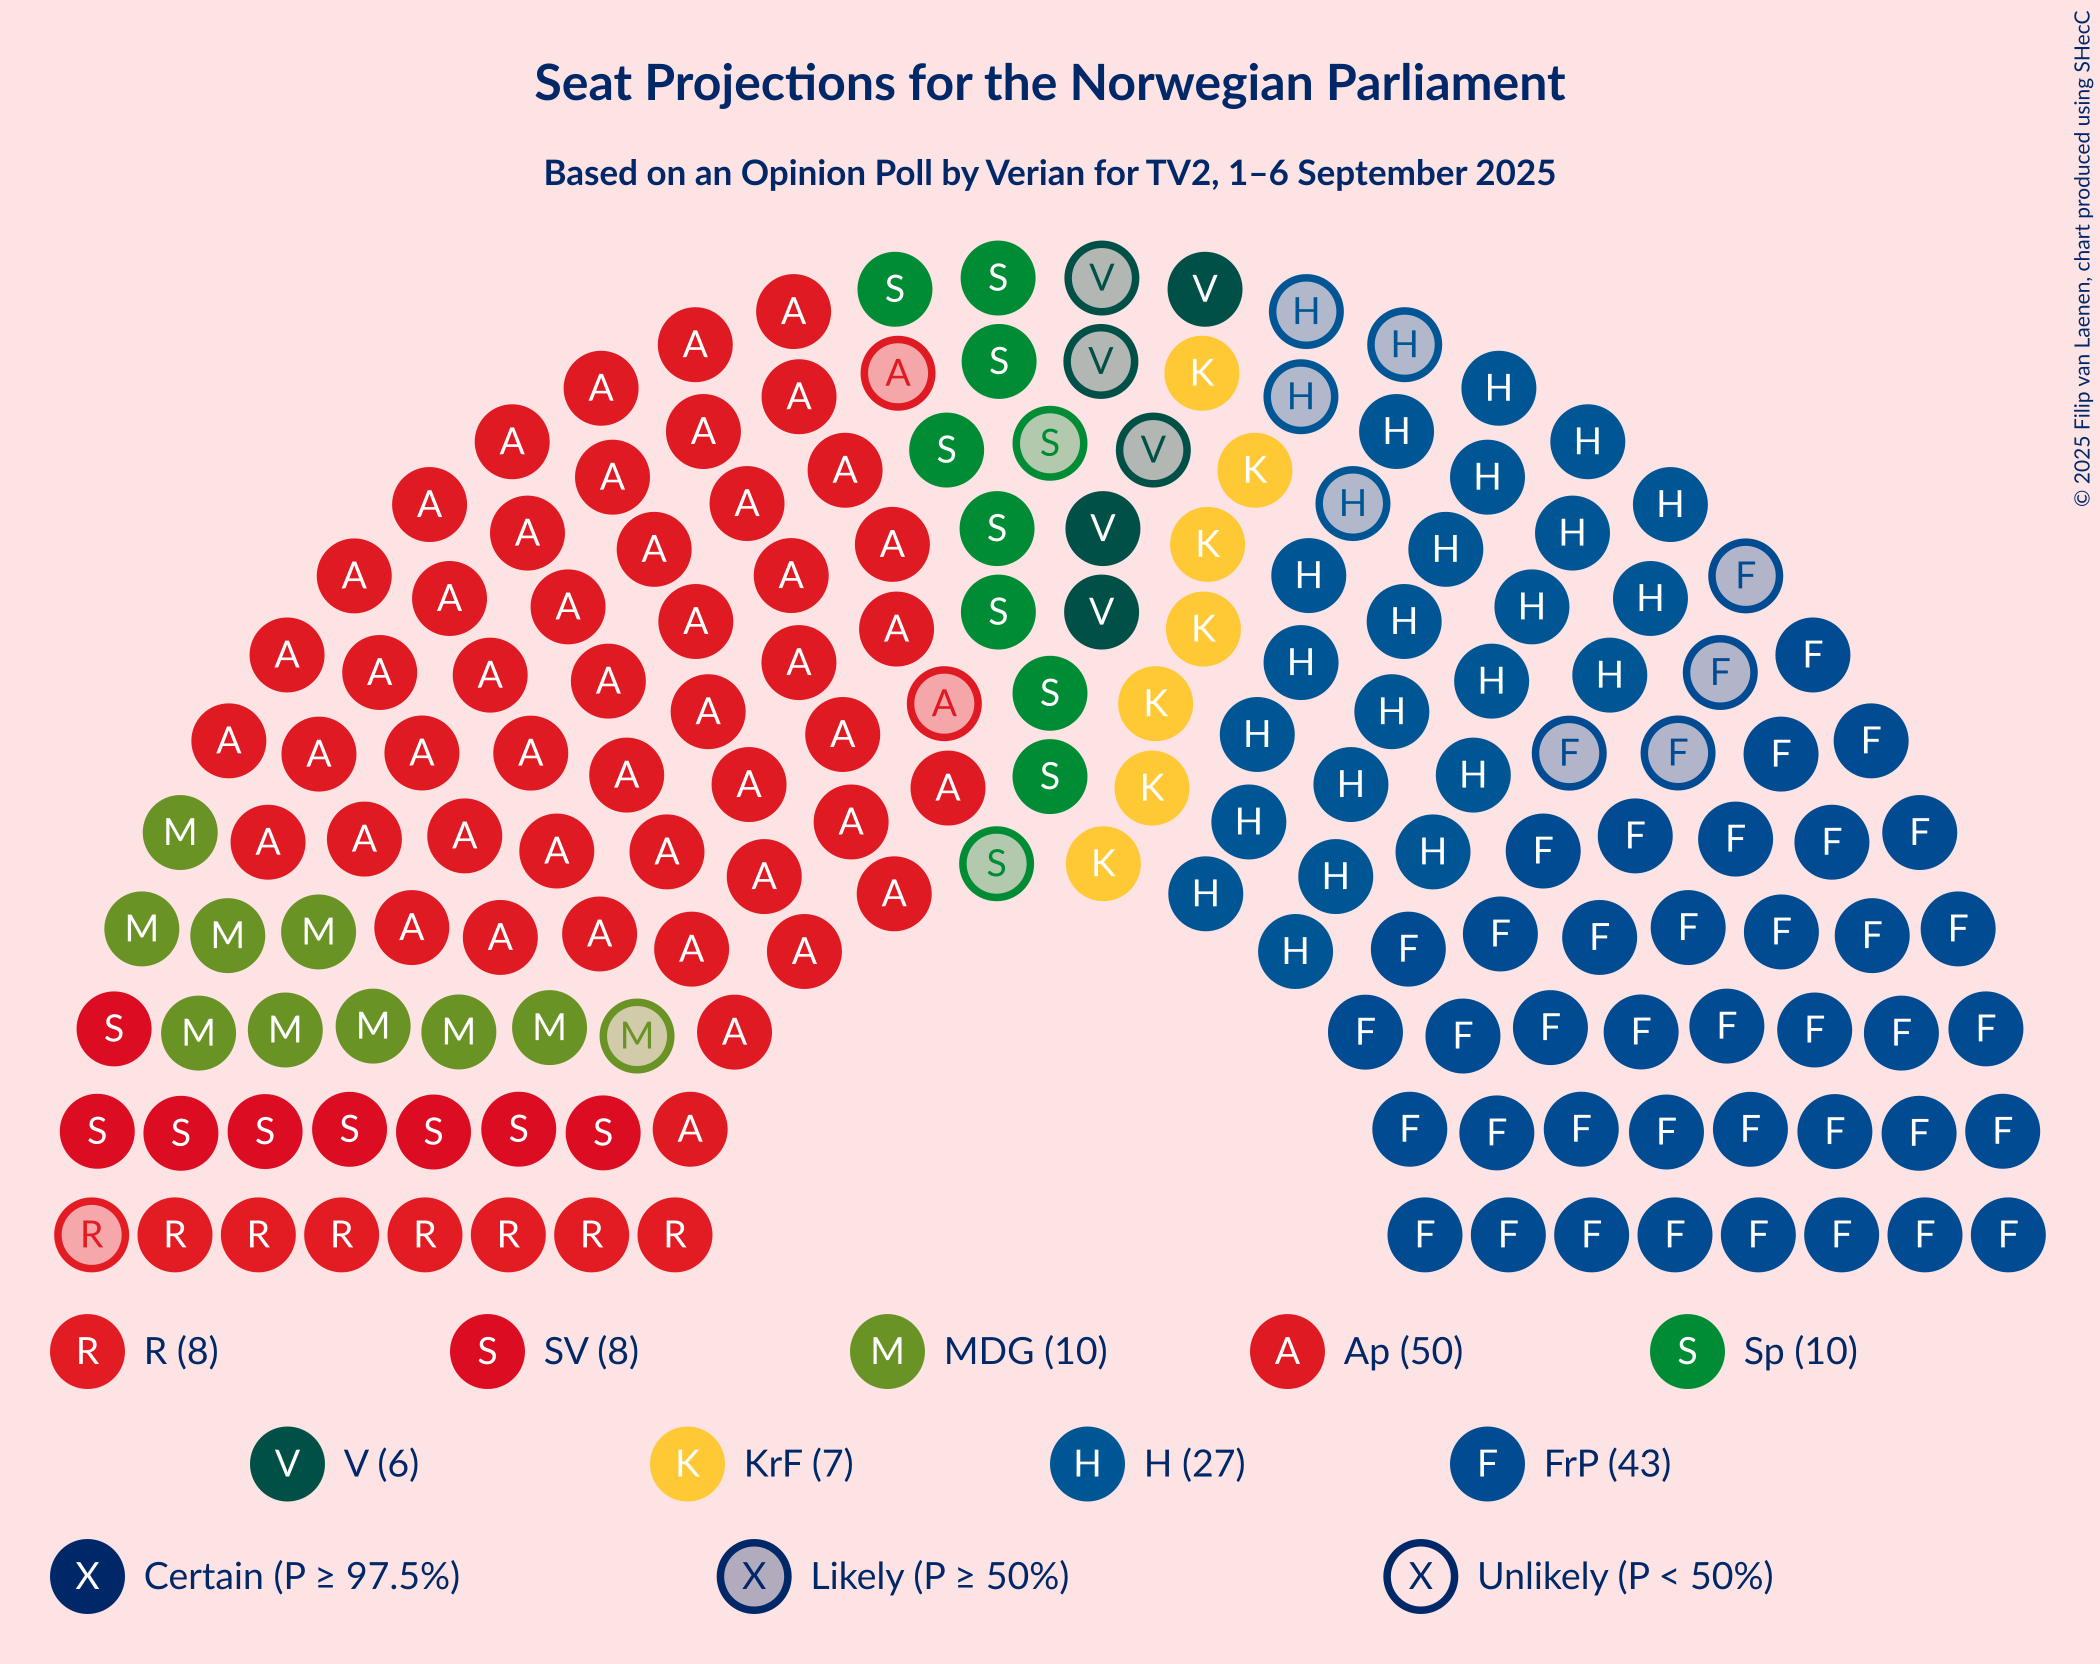 Seat Projections for the Norwegian Parliament
Based on an Opinion Poll by Verian for TV2, 1–6 September 2025
© 2025 Filip van Laenen, chart produced using SHecC
S S V V
A H
A H
A A S V K H
A H
A A H H
A S S V K H
A H
A A H H
A H
A A S V K H H
A A H H
A F
A A A H H H
A A S V K H
A A A H H F
A F
A A A S K H H H
A A H F
A A A A S K H F F
A A H F
M A A A A A H H F F F F
A A A S K H H F
M M M A A A A A H H F F F F F F F
S M M M M M M A F F F F F F F F
S S S S S S S A F F F F F F F F
R R R R R R R R F F F F F F F F
R R (8) S SV (8) M MDG (10) A Ap (50) S Sp (10)
V V (6) K KrF (7) H H (27) F FrP (43)
X Certain (P ≥ 97.5%) X Likely (P ≥ 50%) X Unlikely (P < 50%)